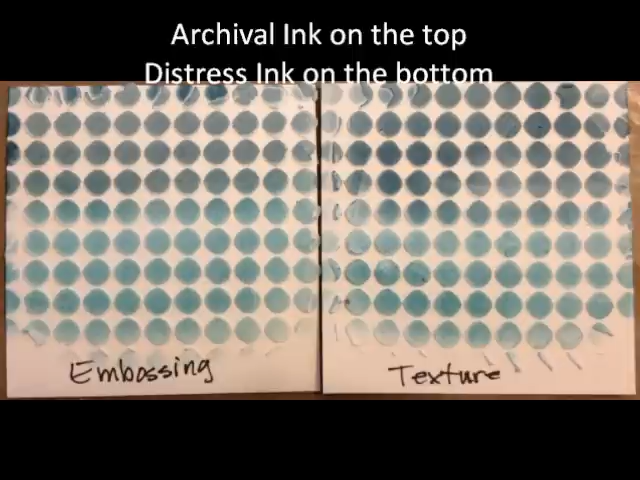 Archival Ink on the top
Distress Ink on the bottom
Embossing
Texture